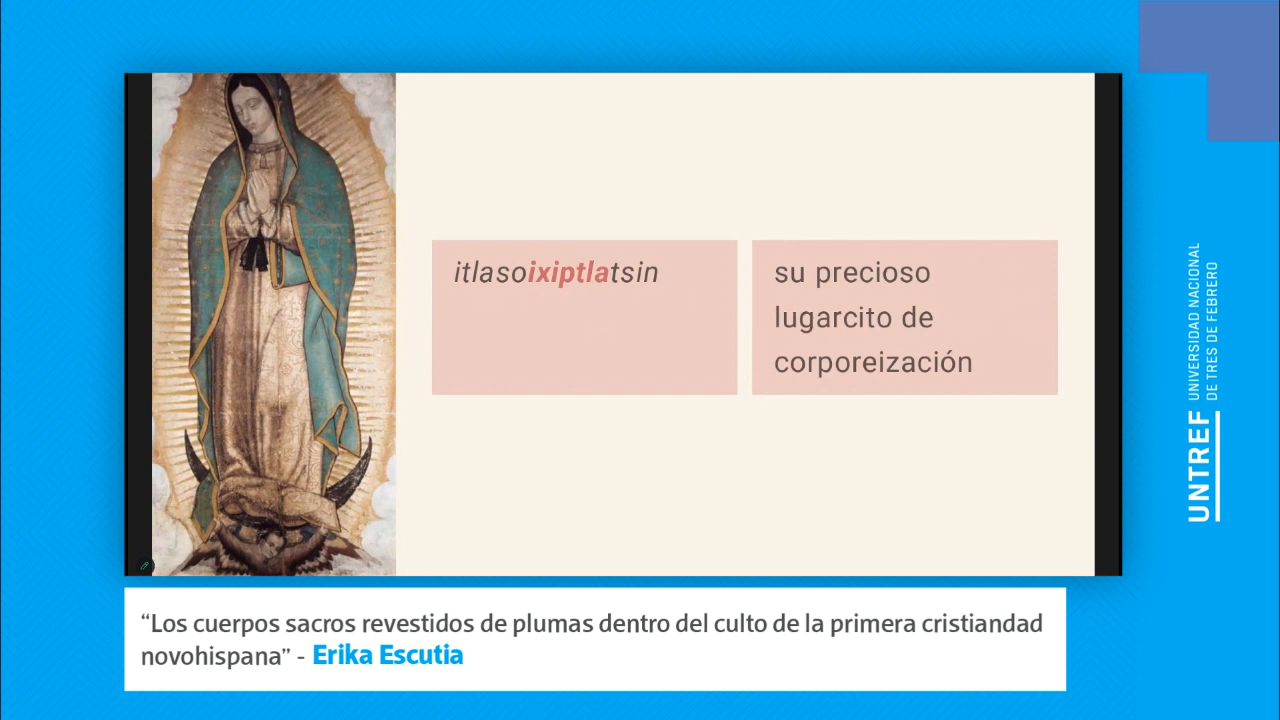 itlasoixiptlatsin
su precioso
lugarcito de
corporeización
“Los cuerpos sacros revestidos de plumas dentro del culto de la primera cristiandad
novohispana” - Erika Escutia
UNTREF
UNIVERSIDAD NACIONAL
DE TRES DE FEBRERO